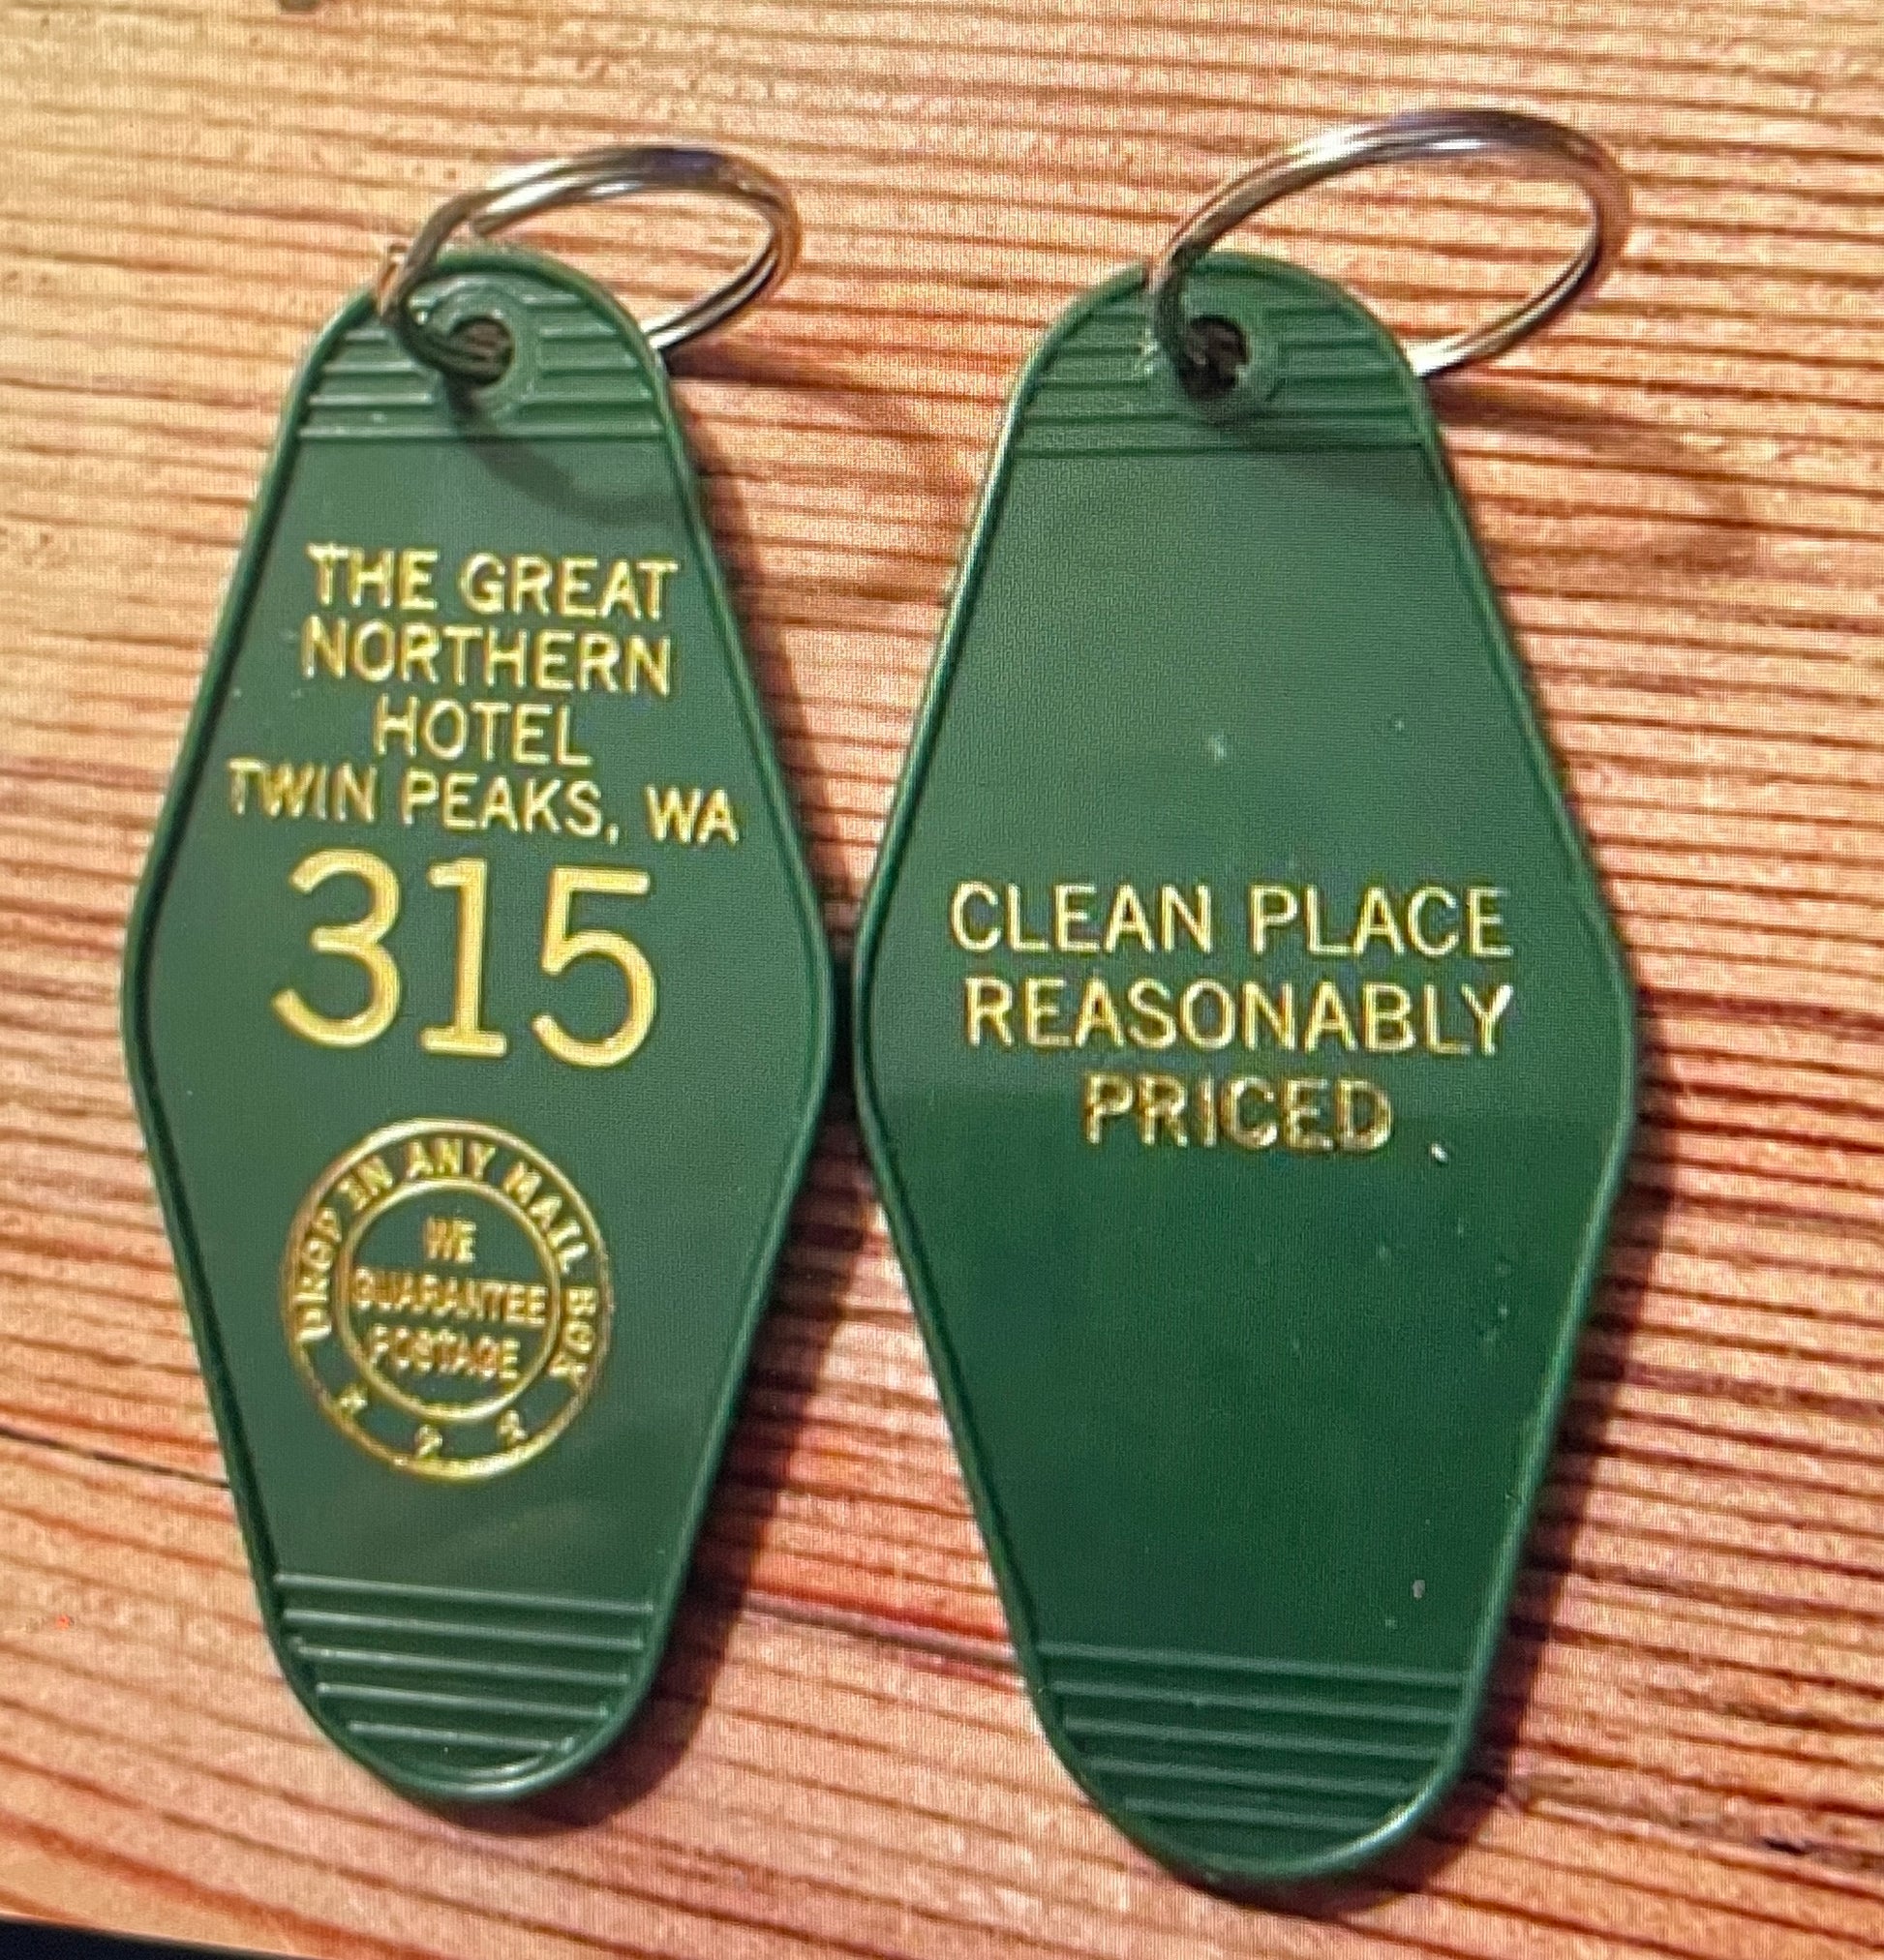 THE GREAT
NORTHERN
HOTEL
TWIN PEAKS, WA
315
DROP IN ANY MAIL BOX
WE
GUARANTEE
POSTAGE
CLEAN PLACE
REASONABLY
PRICED